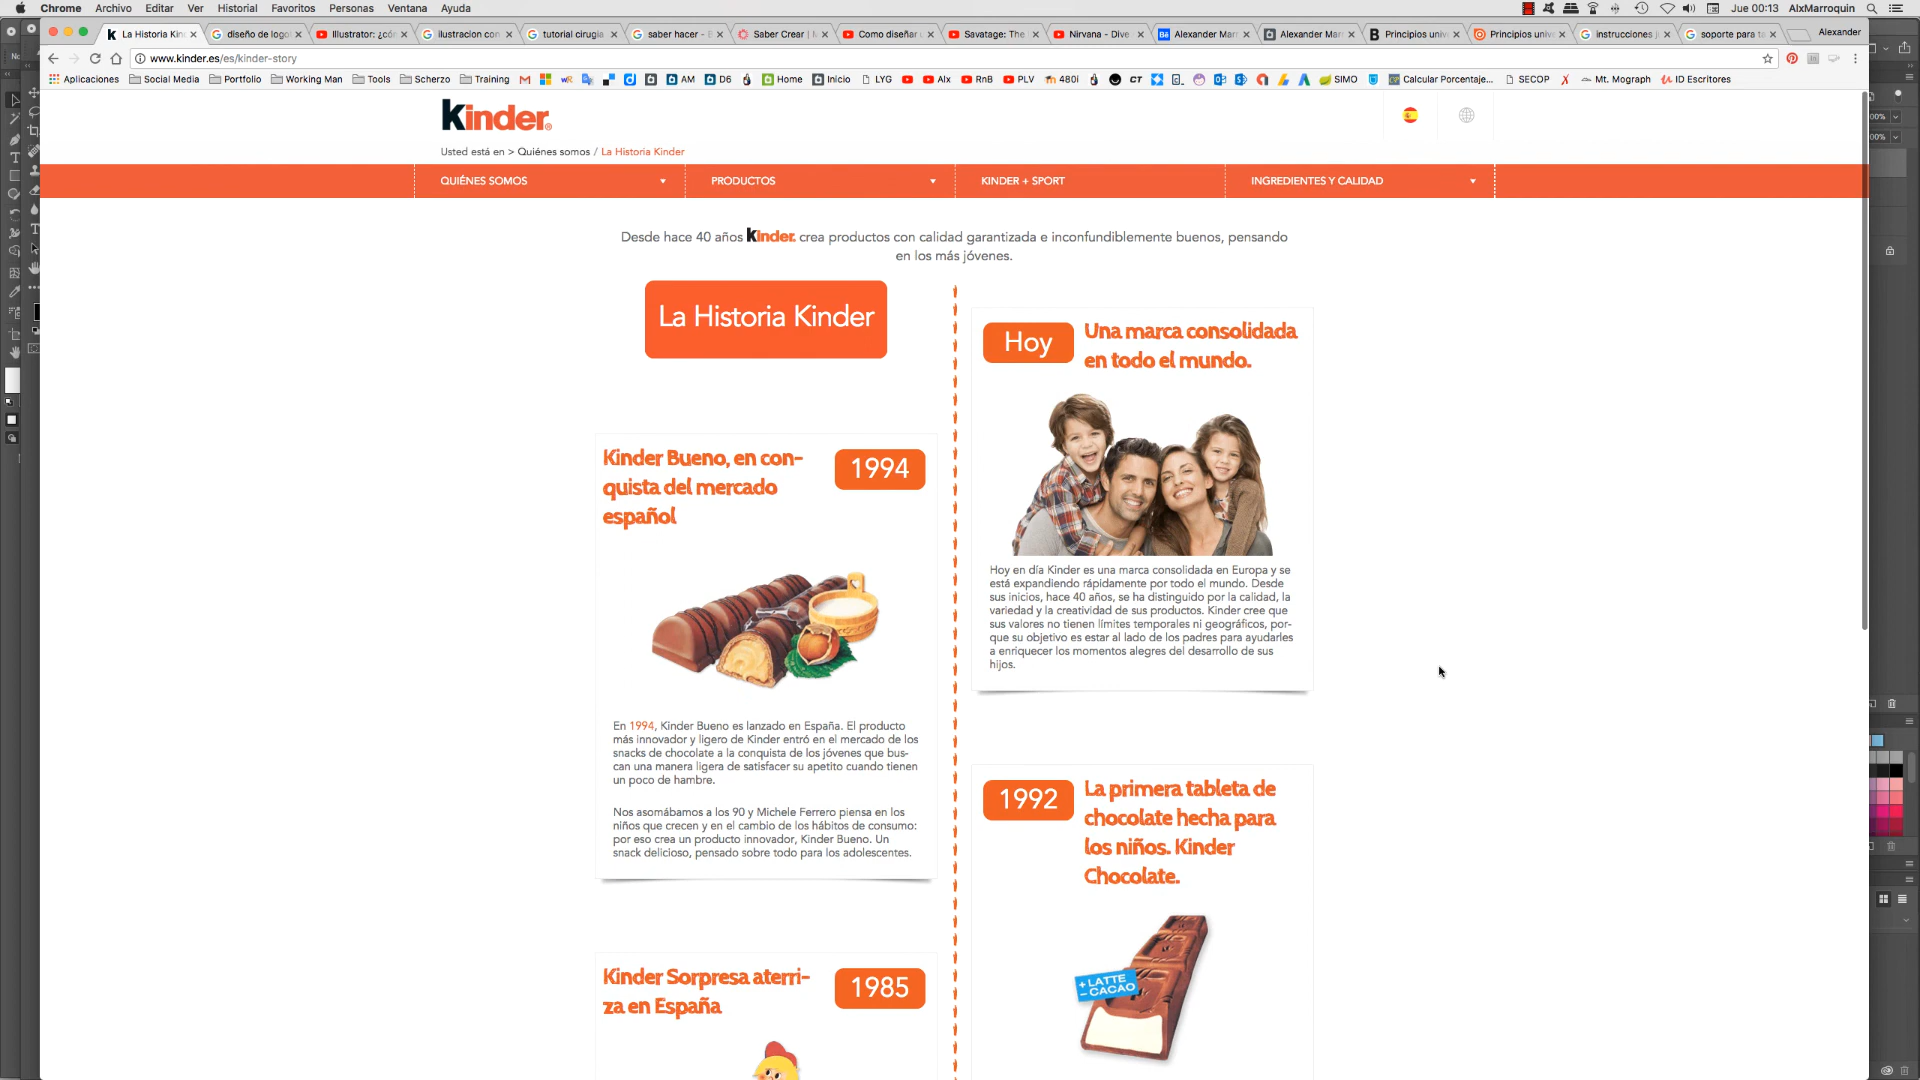 Chrome Archivo Editar Ver Historial Favoritos Personas Ventana Ayuda
Jue 00:13 AlxMarroquin
La Historia Kin
diseño de logot
Illustrator: ¿có
ilustracion con
tutorial cirugia
saber hacer - B
Saber Crear |
Como diseñar
Savatage: The
Nirvana - Dive
Alexander Mar
Alexander Mar
Principios univ
Principios univ
instrucciones
soporte para ta
Alexander
www.kinder.es/es/kinder-story
Aplicaciones Social Media Portfolio Working Man Tools Scherzo Training AM D6 Home Inicio LYG Alx RnB PLV 480i CT SIMO Calcular Porcentaje... SECOP Mt. Mograph ID Escritores
Kinder®
Usted está en > Quiénes somos / La Historia Kinder
QUIÉNES SOMOS PRODUCTOS KINDER + SPORT INGREDIENTES Y CALIDAD
Desde hace 40 años Kinder. crea productos con calidad garantizada e inconfundiblemente buenos, pensando
en los más jóvenes.
La Historia Kinder
Hoy
Una marca consolidada
en todo el mundo.
Hoy en día Kinder es una marca consolidada en Europa y se
está expandiendo rápidamente por todo el mundo. Desde
sus inicios, hace 40 años, se ha distinguido por la calidad, la
variedad y la creatividad de sus productos. Kinder cree que
sus valores no tienen límites temporales ni geográficos, por-
que su objetivo es estar al lado de los padres para ayudarles
a enriquecer los momentos alegres del desarrollo de sus
hijos.
Kinder Bueno, en con-
quista del mercado
español
1994
En 1994, Kinder Bueno es lanzado en España. El producto
más innovador y ligero de Kinder entró en el mercado de los
snacks de chocolate a la conquista de los jóvenes que bus-
can una manera ligera de satisfacer su apetito cuando tienen
un poco de hambre.
Nos asomábamos a los 90 y Michele Ferrero piensa en los
niños que crecen y en el cambio de los hábitos de consumo:
por eso crea un producto innovador, Kinder Bueno. Un
snack delicioso, pensado sobre todo para los adolescentes.
1992
La primera tableta de
chocolate hecha para
los niños. Kinder
Chocolate.
+LATTE
-CACAO
Kinder Sorpresa aterri-
za en España
1985